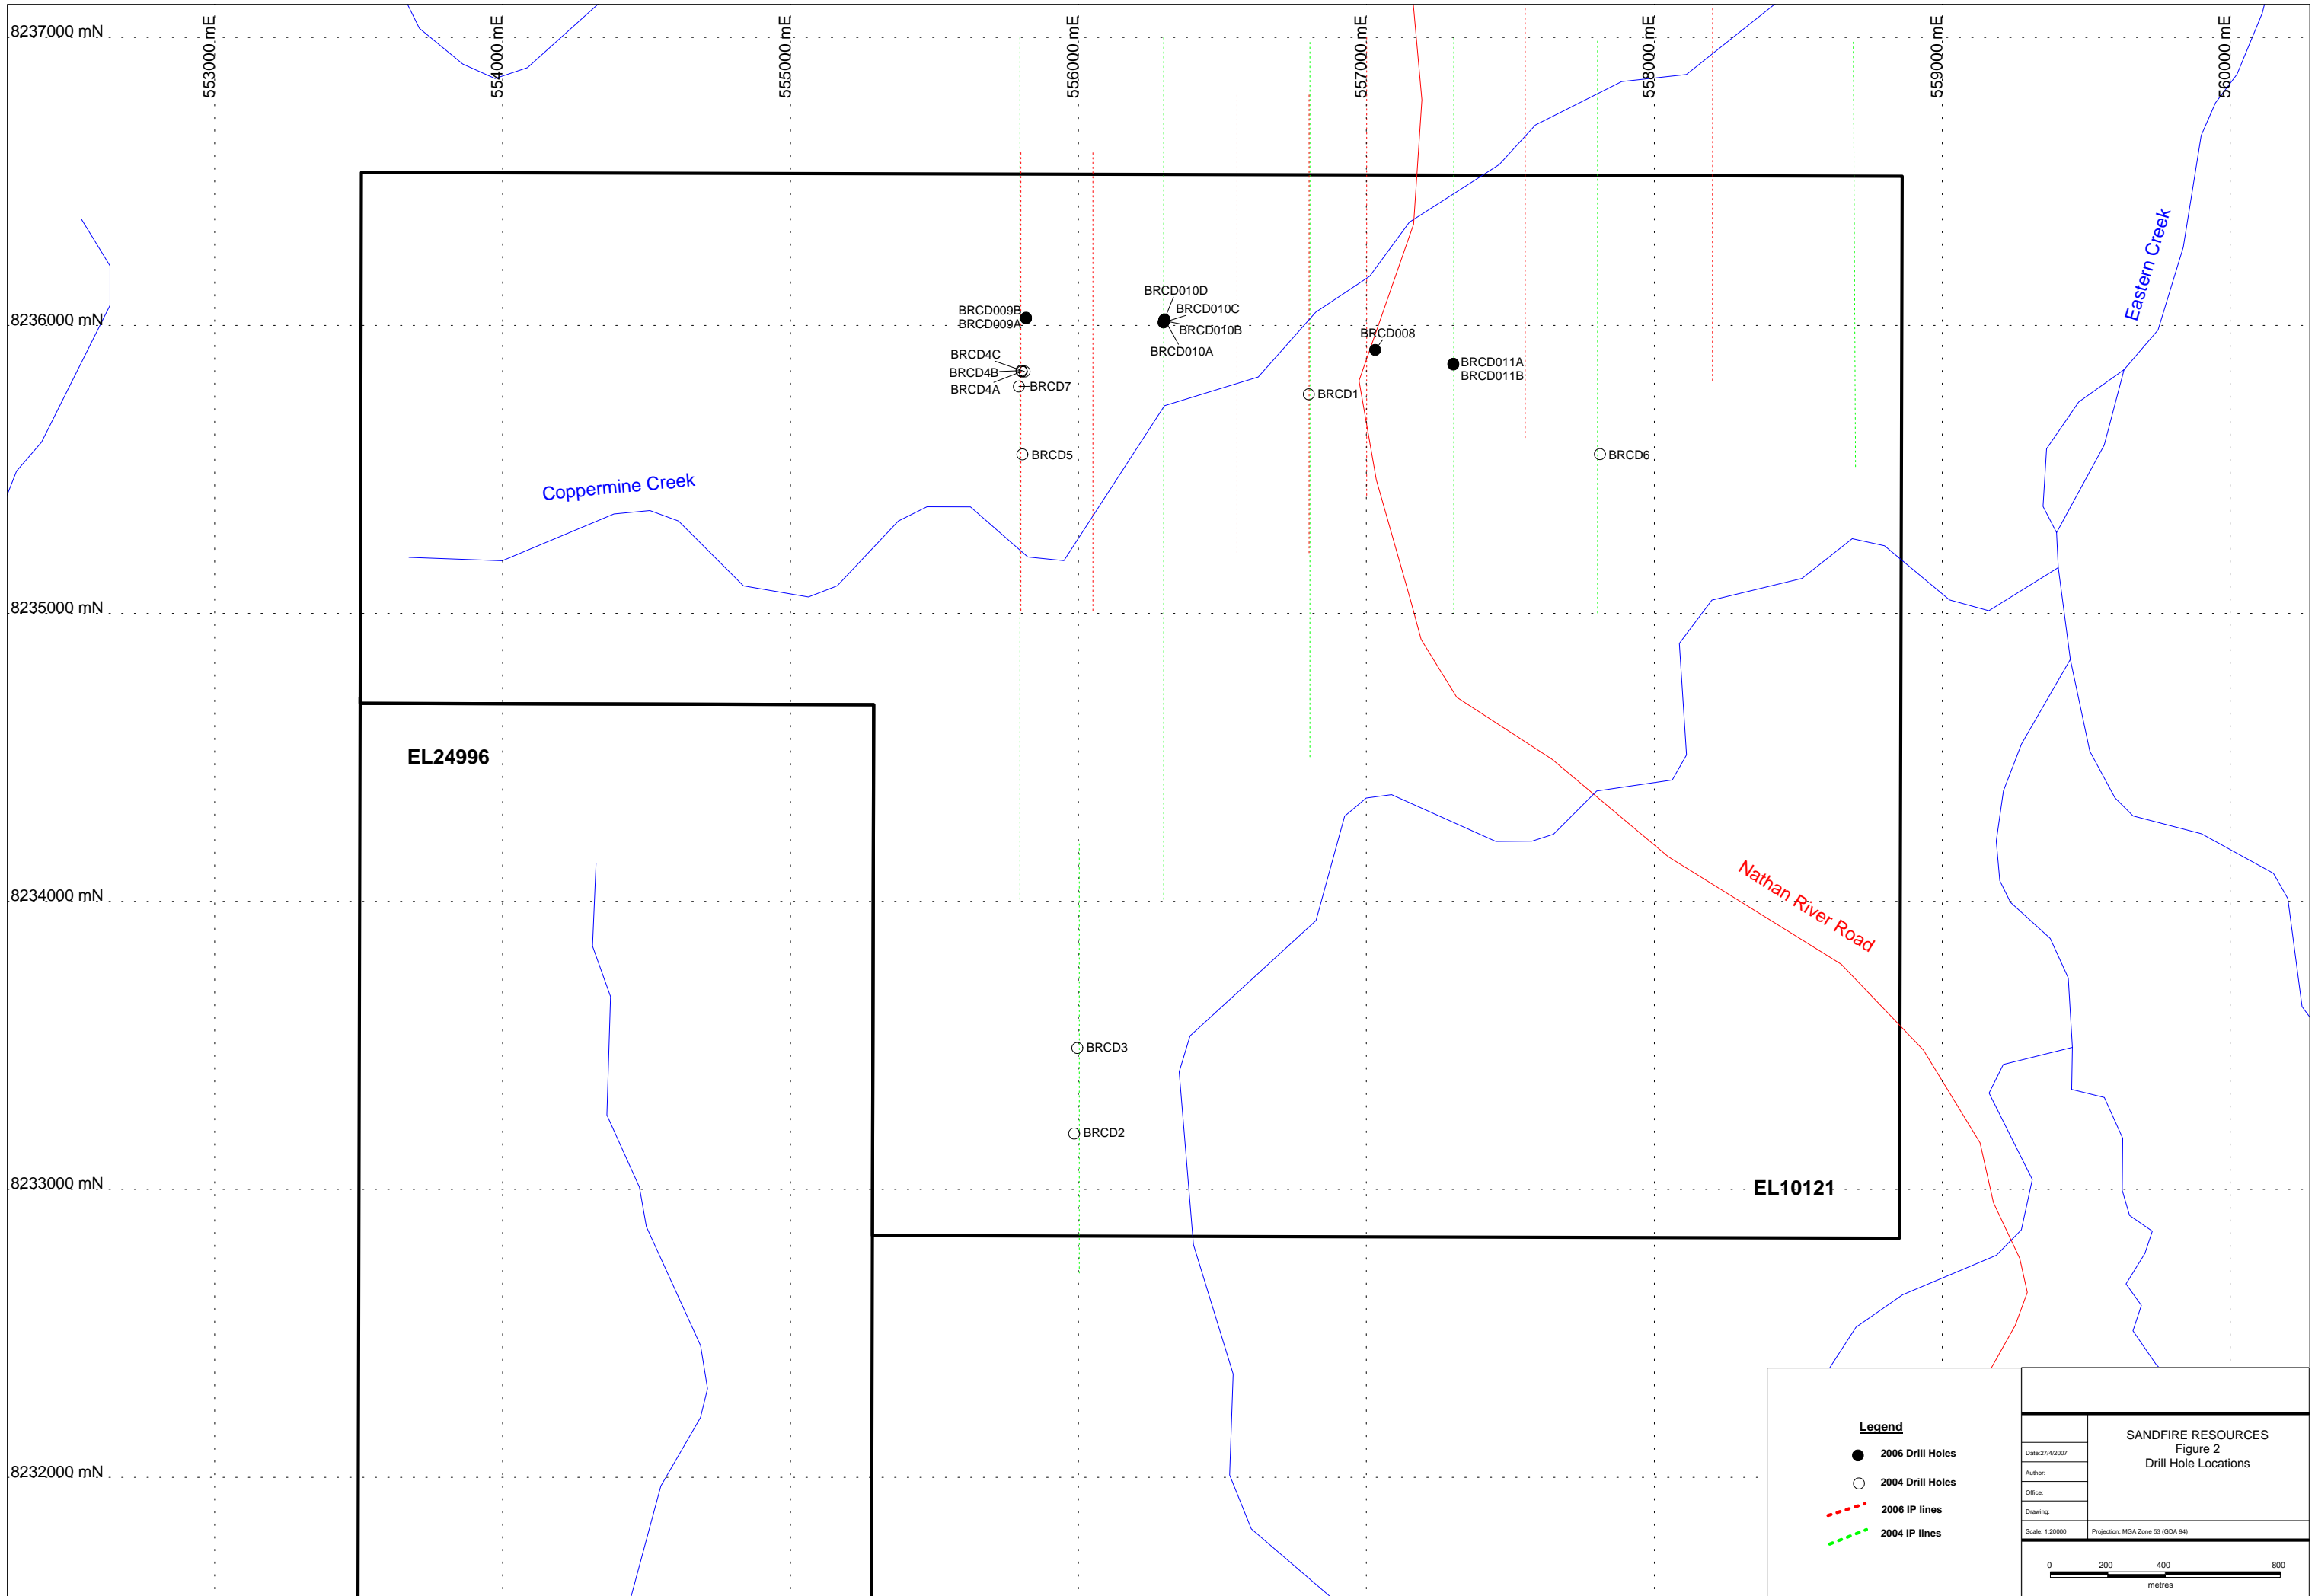 553000 mE
554000 mE
555000 mE
556000 mE
557000 mE
558000 mE
559000 mE
560000 mE
8237000 mN
8236000 mN
8235000 mN
8234000 mN
8233000 mN
8232000 mN
Eastern Creek
BRCD010D
BRCD009B
BRCD010C
BRCD009A
BRCD010B
BRCD008
BRCD010A
BRCD4C
BRCD011A
BRCD4B
BRCD011B
BRCD4A
BRCD7
BRCD1
BRCD5
BRCD6
Coppermine Creek
EL24996
Nathan River Road
BRCD3
BRCD2
EL10121
Legend
2006 Drill Holes
2004 Drill Holes
2006 IP lines
2004 IP lines
SANDFIRE RESOURCES
Figure 2
Drill Hole Locations
Date:27/4/2007
Author:
Office:
Drawing:
Scale: 1:20000
Projection: MGA Zone 53 (GDA 94)
0 200 400 800
metres